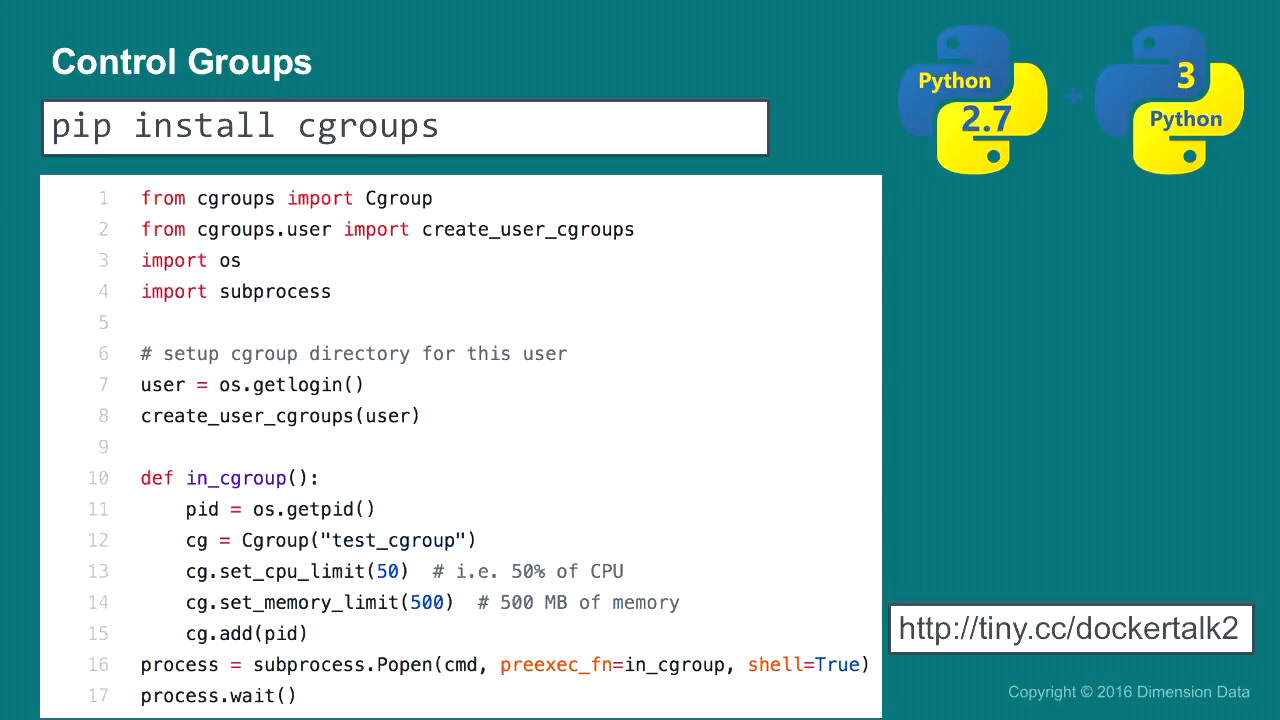 Control Groups
pip install cgroups
Python
2.7
+
3
Python
1 from cgroups import Cgroup
2 from cgroups.user import create_user_cgroups
3 import os
4 import subprocess
5
6 # setup cgroup directory for this user
7 user = os.getlogin()
8 create_user_cgroups(user)
9
10 def in_cgroup():
11     pid = os.getpid()
12     cg = Cgroup("test_cgroup")
13     cg.set_cpu_limit(50)  # i.e. 50% of CPU
14     cg.set_memory_limit(500)  # 500 MB of memory
15     cg.add(pid)
16 process = subprocess.Popen(cmd, preexec_fn=in_cgroup, shell=True)
17 process.wait()
http://tiny.cc/dockertalk2
Copyright © 2016 Dimension Data